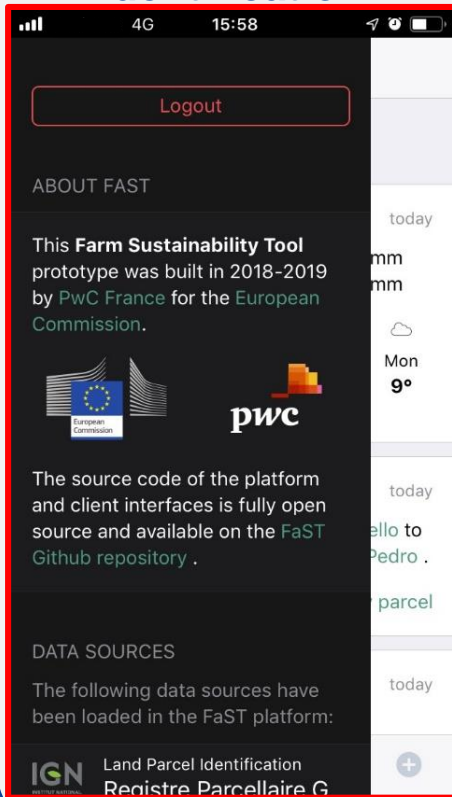 4G 15:58
Logout
ABOUT FAST
This Farm Sustainability Tool
prototype was built in 2018-2019
by PwC France for the European
Commission.
European
Commission
pwc
The source code of the platform
and client interfaces is fully open
source and available on the FaST
Github repository .
DATA SOURCES
The following data sources have
been loaded in the FaST platform:
IGN
INSTITUT NATIONAL
Land Parcel Identification
Registre Parcellaire G
today
mm
mm
Mon
9°
today
ello to
Pedro .
parcel
today